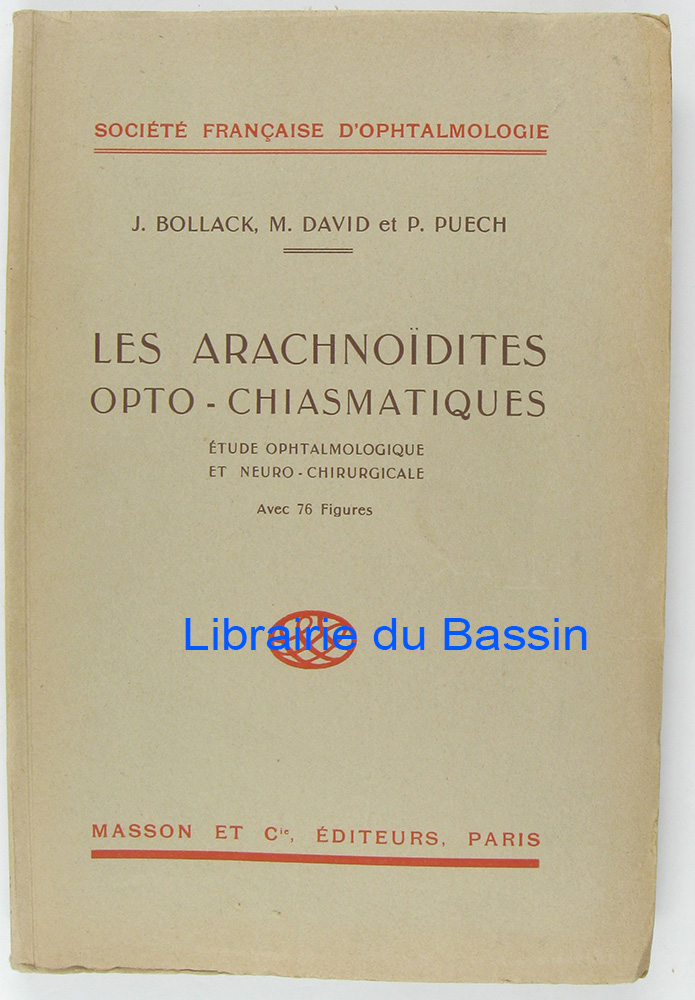 SOCIÉTÉ FRANÇAISE D'OPHTALMOLOGIE
J. BOLLACK, M. DAVID et P. PUECH
LES ARACHNOÏDITES
OPTO - CHIASMATIQUES
ÉTUDE OPHTALMOLOGIQUE
ET NEURO - CHIRURGICALE
Avec 76 Figures
Librairie du Bassin
MASSON ET Cie, ÉDITEURS, PARIS